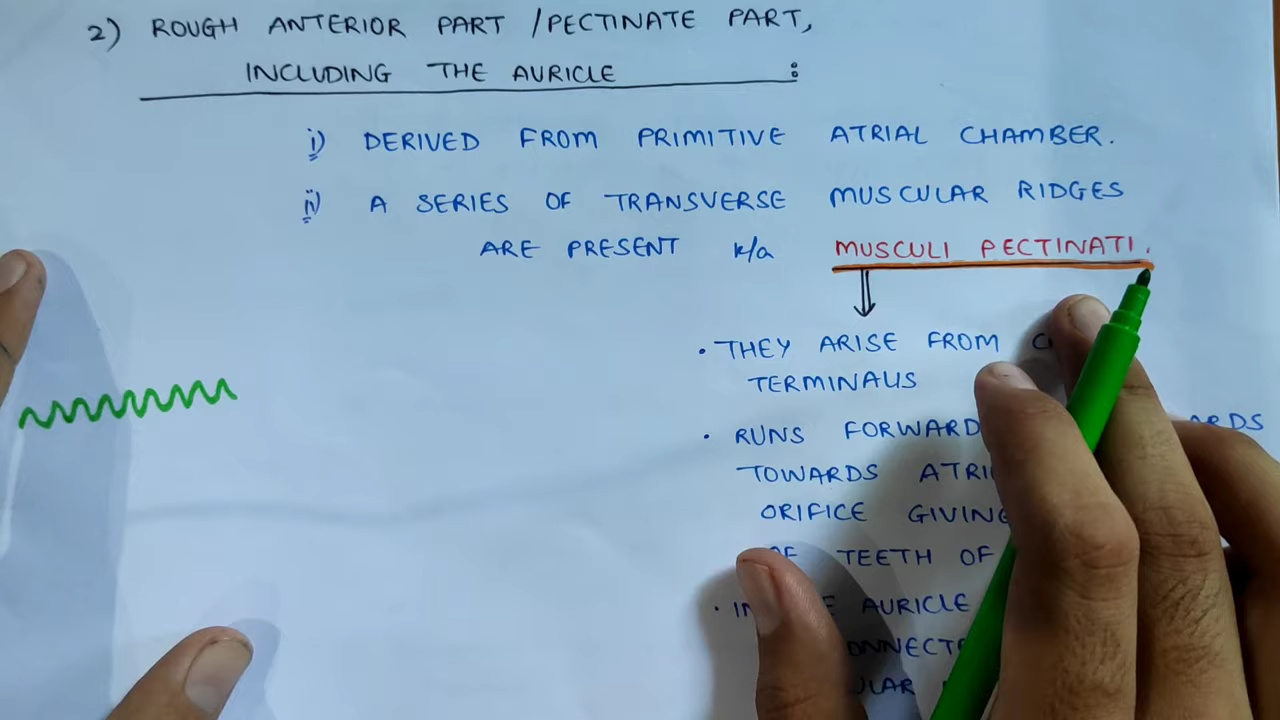 2) ROUGH ANTERIOR PART /PECTINATE PART,
INCLUDING THE AURICLE :
i) DERIVED FROM PRIMITIVE ATRIAL CHAMBER.
ii) A SERIES OF TRANSVERSE MUSCULAR RIDGES
ARE PRESENT k/a MUSCULI PECTINATI.
• THEY ARISE FROM
TERMINALIS
• RUNS FORWARD
TOWARDS
ORIFICE GIVING
OF TEETH OF
• AURICLE